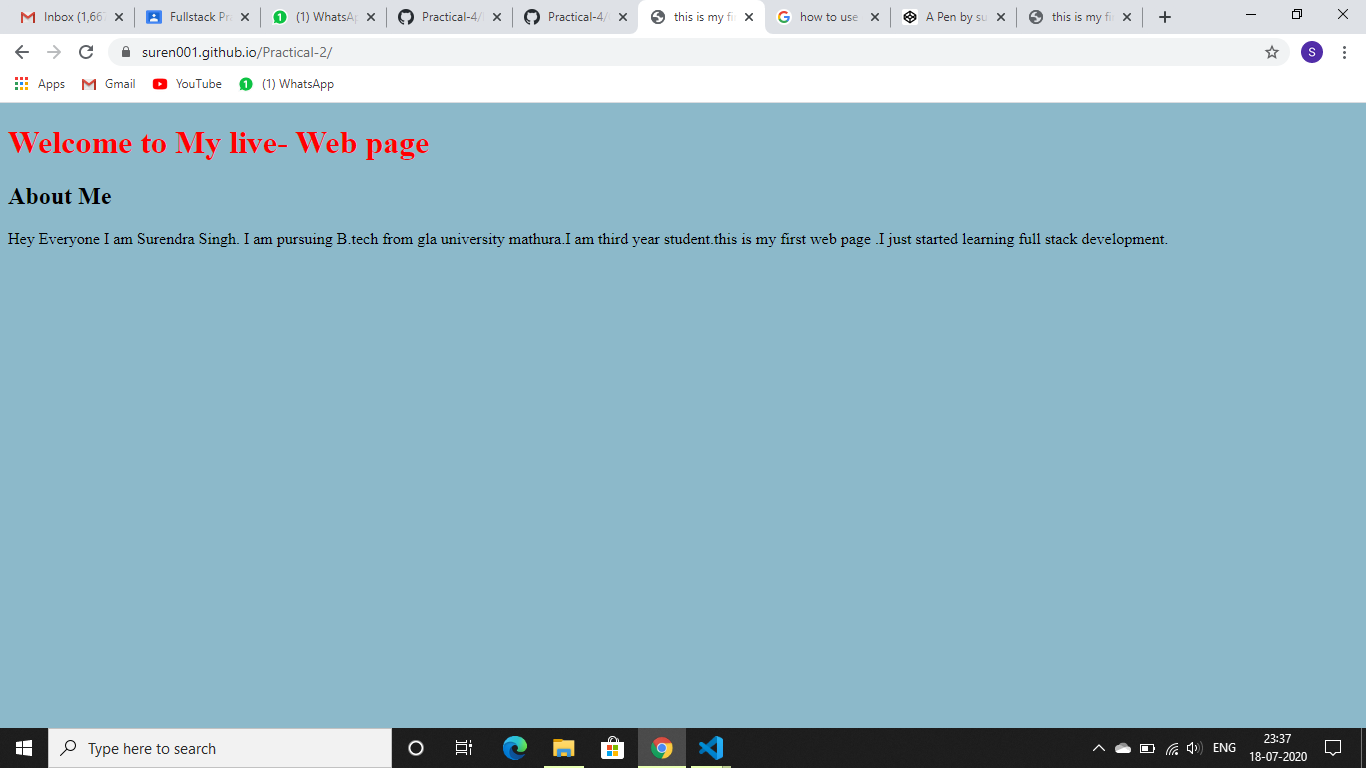 Inbox (1,66
Fullstack Pr
(1) WhatsA
Practical-4/
Practical-4/
this is my fi
how to use
A Pen by su
this is my fi
suren001.github.io/Practical-2/
S
Apps
Gmail
YouTube
1
(1) WhatsApp
Welcome to My live- Web page
About Me
Hey Everyone I am Surendra Singh. I am pursuing B.tech from gla university mathura.I am third year student.this is my first web page .I just started learning full stack development.
Type here to search
ENG
23:37
18-07-2020